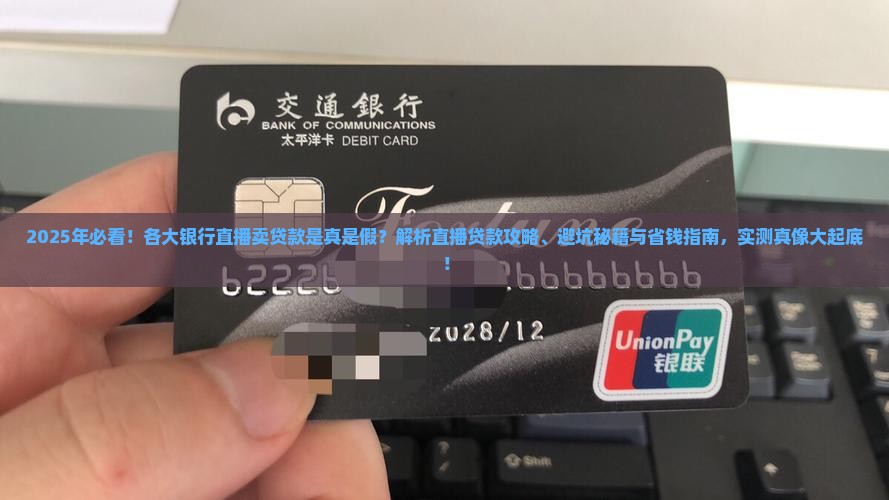 交通銀行
BANK OF COMMUNICATIONS
太平洋卡 DEBIT CARD
Fortune
2025年必看！各大银行直播卖贷款是真是假？解析直播贷款攻略、避坑秘籍与省钱指南，实测真像大起底
！
2028/12
UnionPay
银联
Shift